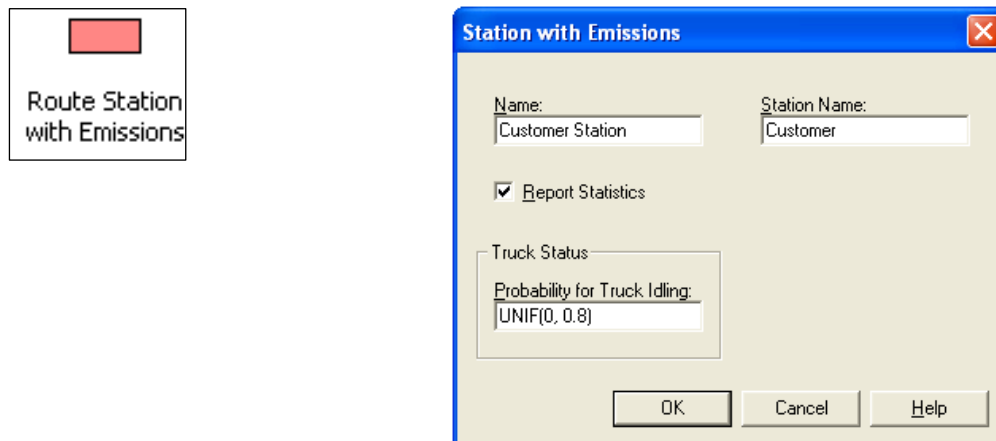 Route Station
with Emissions
Station with Emissions
Name:
Customer Station
Station Name:
Customer
Report Statistics
Truck Status
Probability for Truck Idling:
UNIF(0, 0.8)
OK
Cancel
Help